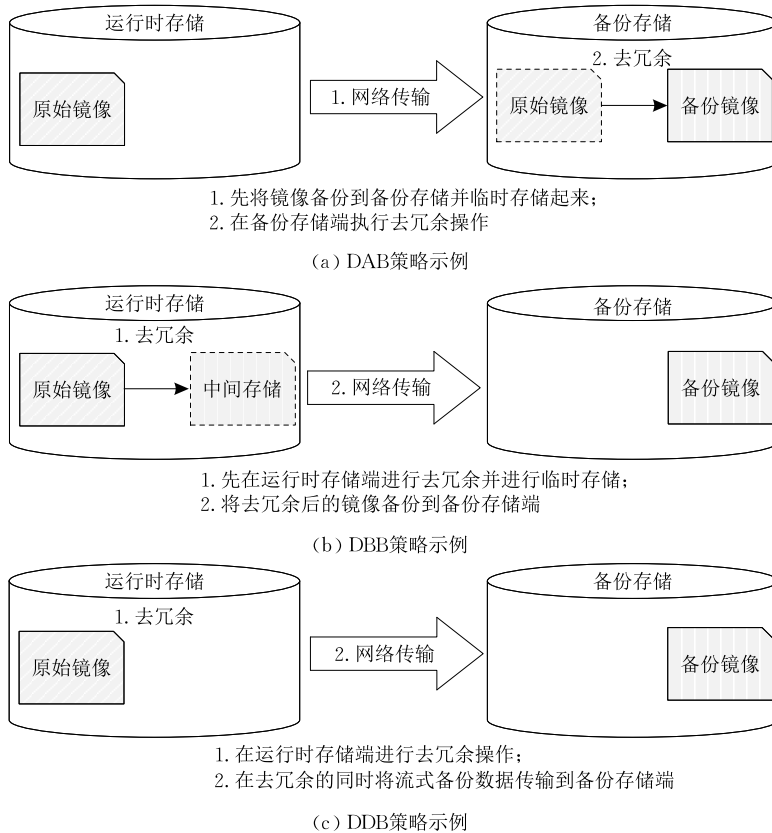 运行时存储
备份存储
2.去冗余
原始镜像
1.网络传输
原始镜像
备份镜像
1.先将镜像备份到备份存储并临时存储起来;
2.在备份存储端执行去冗余操作
(a) DAB策略示例
运行时存储
备份存储
1.去冗余
原始镜像
中间存储
2.网络传输
备份镜像
1.先在运行时存储端进行去冗余并进行临时存储;
2.将去冗余后的镜像备份到备份存储端
(b) DBB策略示例
运行时存储
备份存储
1.去冗余
原始镜像
2.网络传输
备份镜像
1.在运行时存储端进行去冗余操作;
2.在去冗余的同时将流式备份数据传输到备份存储端
(c) DDB策略示例